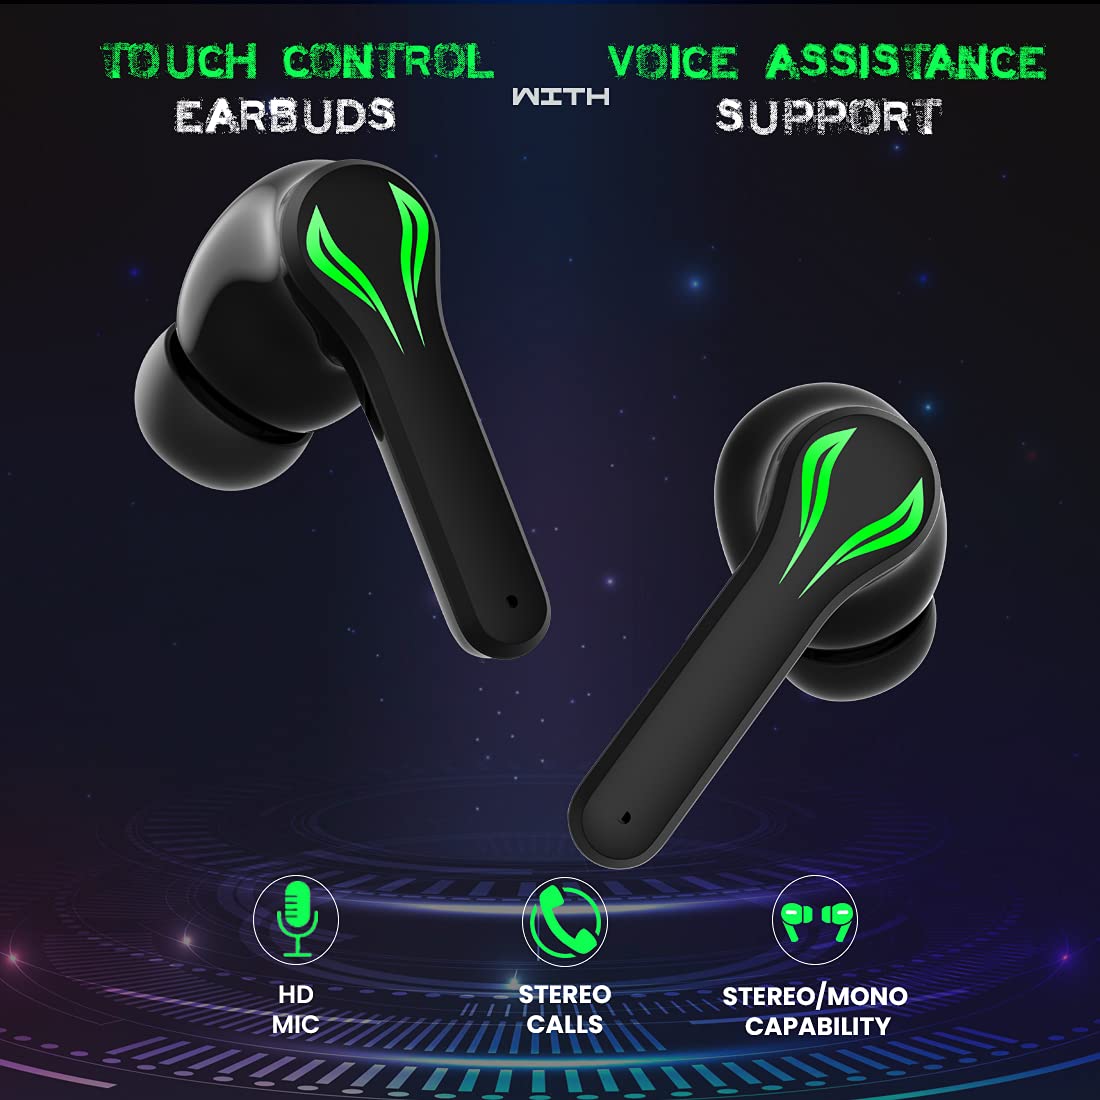 TOUCH CONTROL
EARBUDS
WITH
VOICE ASSISTANCE
SUPPORT
HD
MIC
STEREO
CALLS
STEREO/MONO
CAPABILITY